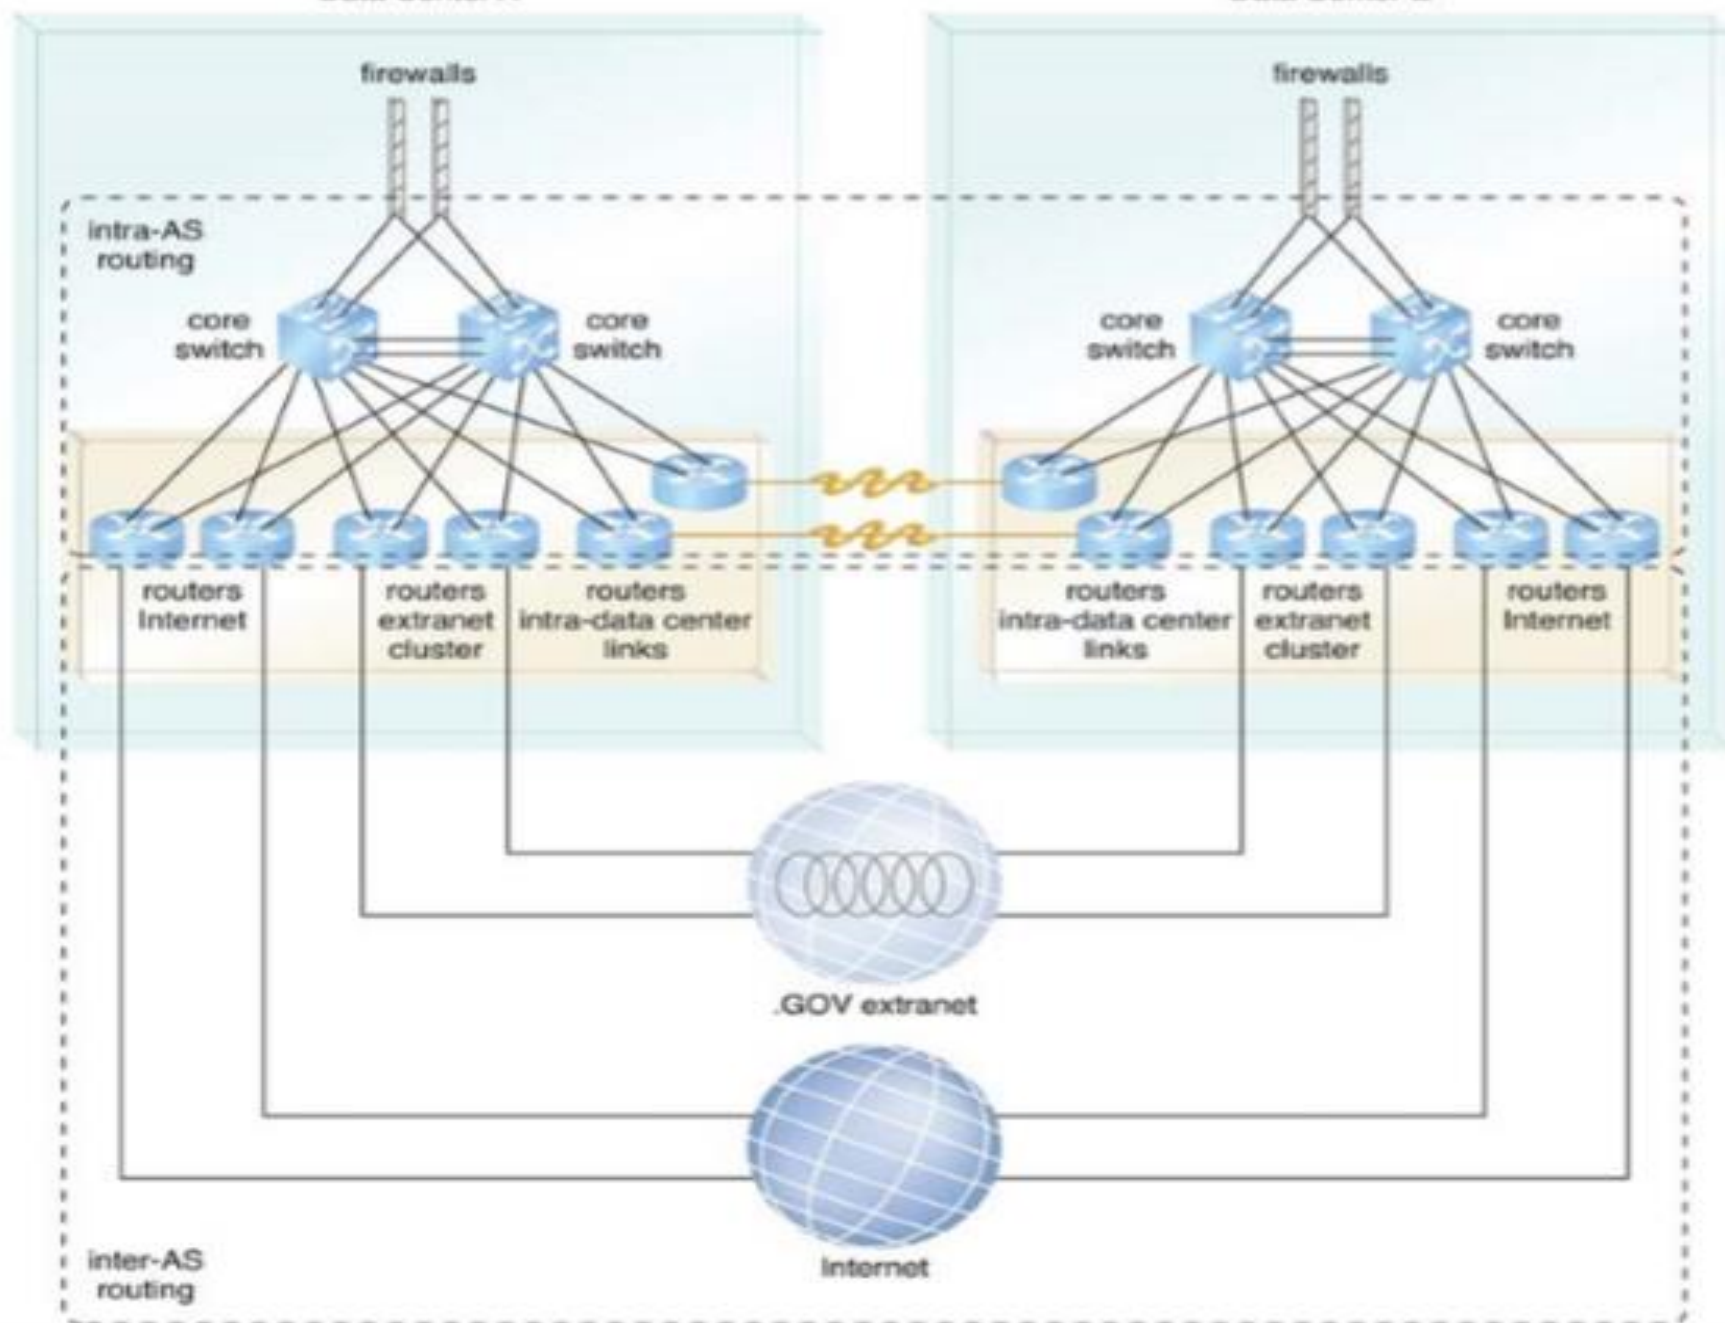 firewalls
firewalls
intra-AS
routing
core
switch
core
switch
core
switch
core
switch
routers
Internet
routers
extranet
cluster
routers
intra-data center
links
routers
intra-data center
links
routers
extranet
cluster
routers
Internet
.GOV extranet
Internet
inter-AS
routing